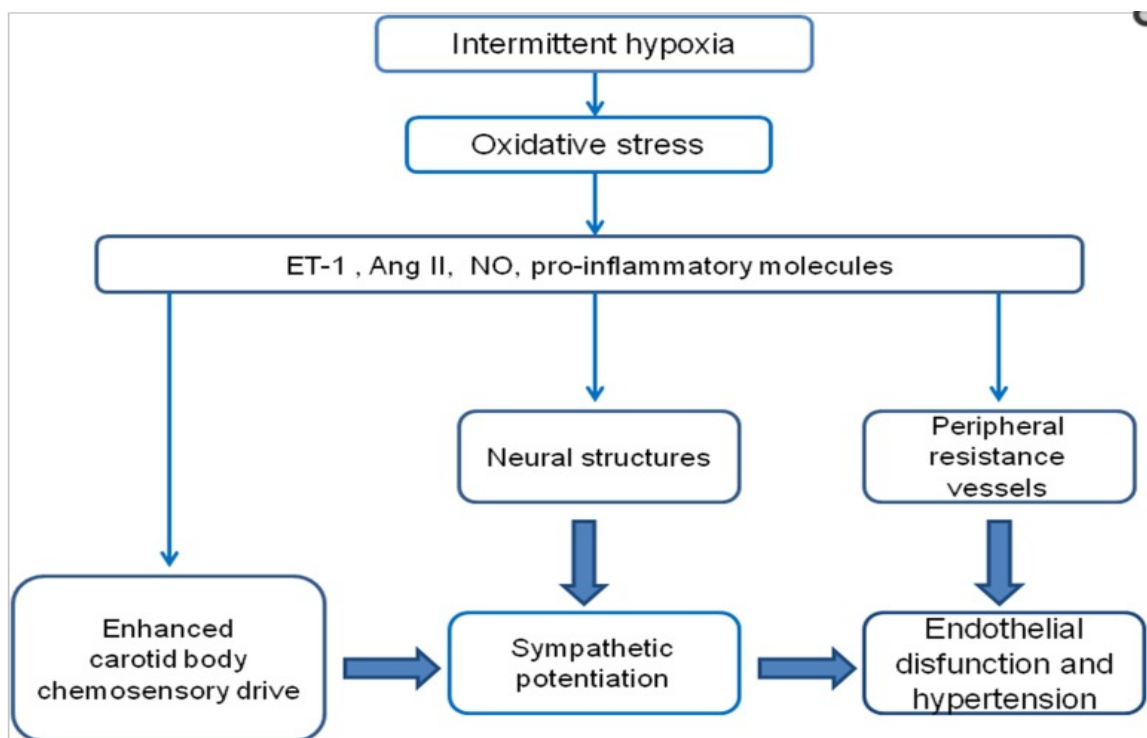 Intermittent hypoxia
Oxidative stress
ET-1 , Ang II, NO, pro-inflammatory molecules
Neural structures
Peripheral
resistance
vessels
Enhanced
carotid body
chemosensory drive
Sympathetic
potentiation
Endothelial
disfunction and
hypertension